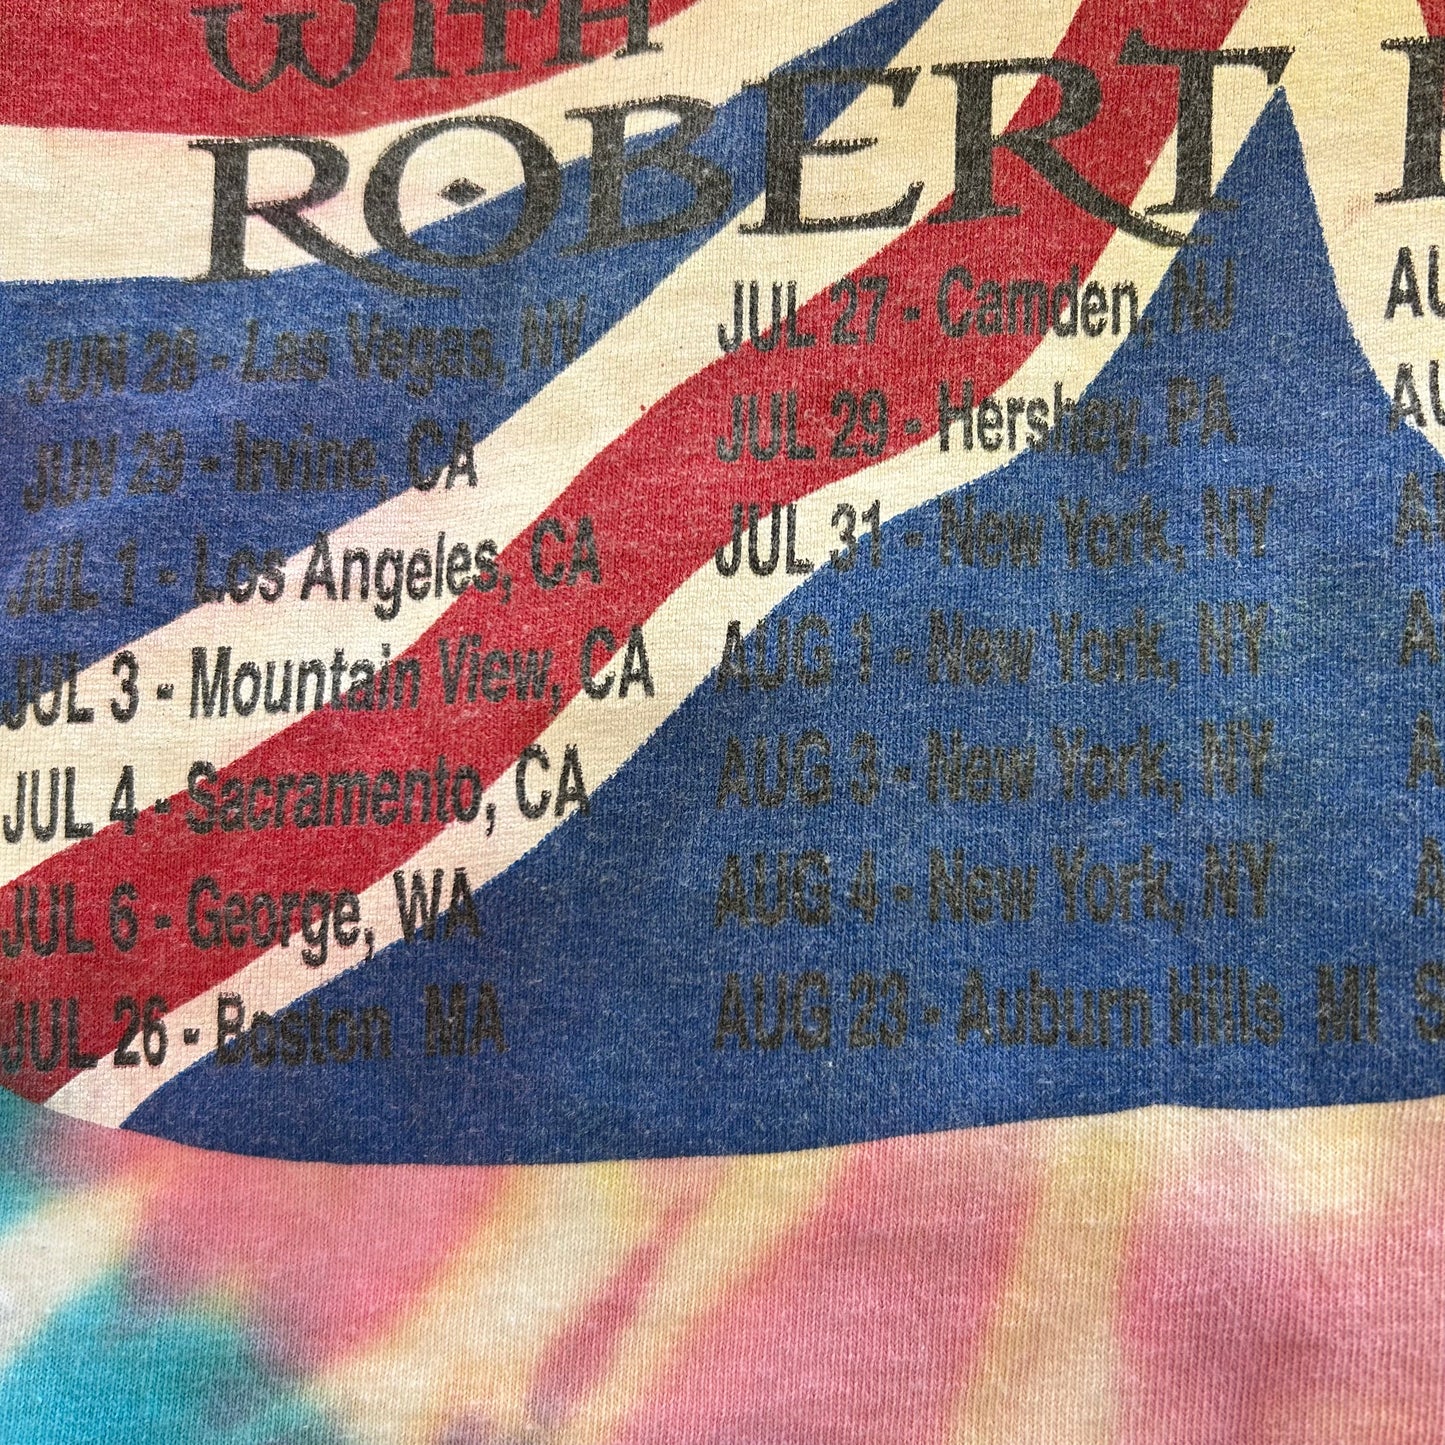 WITH
ROBERT
JUN 28 - Las Vegas, NV
JUN 29 - Irvine, CA
JUL 1 - Los Angeles, CA
JUL 3 - Mountain View, CA
JUL 4 - Sacramento, CA
JUL 6 - George, WA
JUL 26 - Boston MA
JUL 27 - Camden, NJ
JUL 29 - Hershey, PA
JUL 31 - New York, NY
AUG 1 - New York, NY
AUG 3 - New York, NY
AUG 4 - New York, NY
AUG 23 - Auburn Hills MI
AU
AU